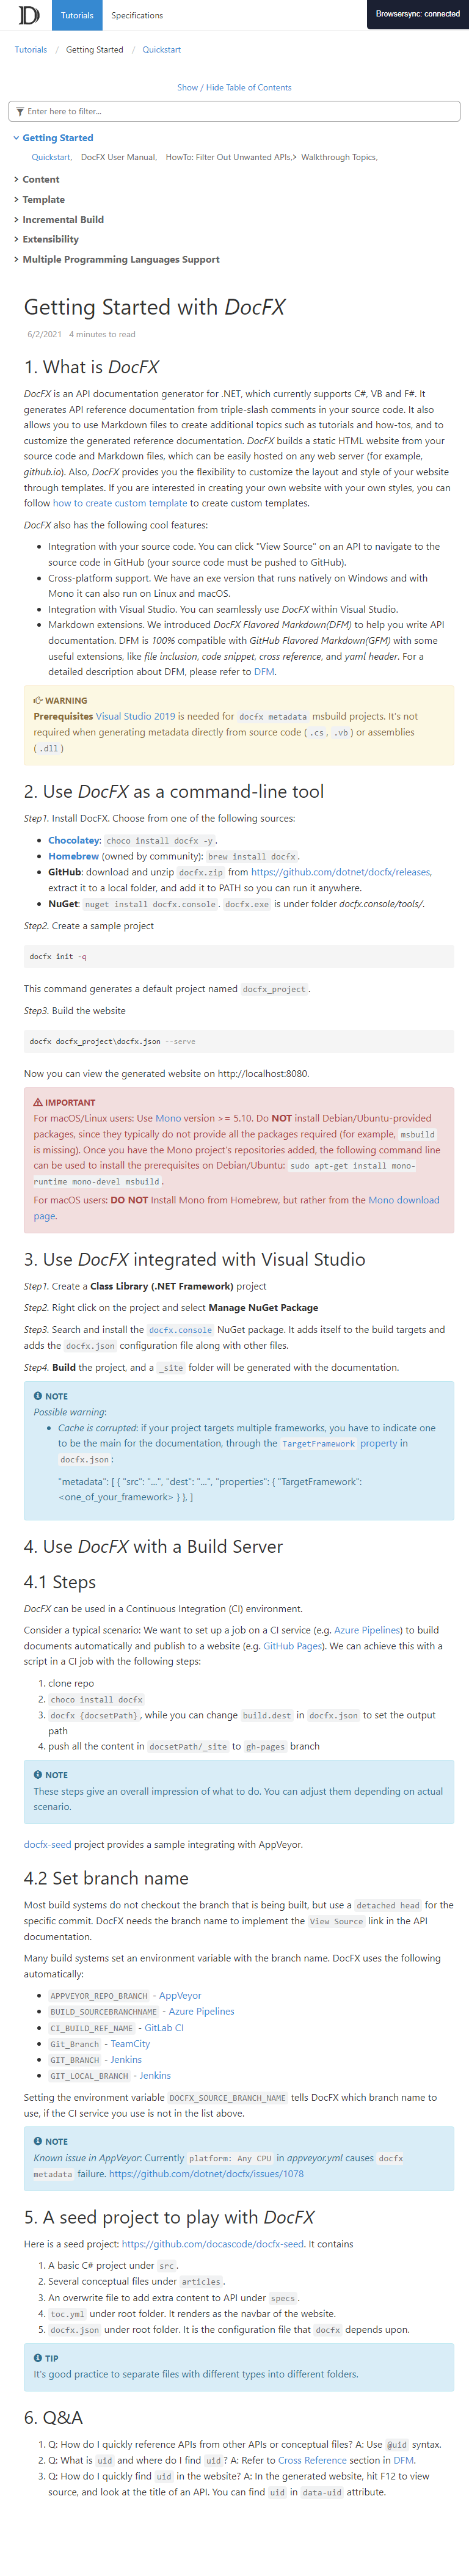 Tutorials Specifications
Browsersync: connected
Tutorials / Getting Started / Quickstart
Show / Hide Table of Contents
Enter here to filter...
Getting Started
Quickstart, DocFX User Manual, HowTo: Filter Out Unwanted APIs, Walkthrough Topics,
Content
Template
Incremental Build
Extensibility
Multiple Programming Languages Support
Getting Started with DocFX
6/2/2021 4 minutes to read
1. What is DocFX
DocFX is an API documentation generator for .NET, which currently supports C#, VB and F#. It
generates API reference documentation from triple-slash comments in your source code. It also
allows you to use Markdown files to create additional topics such as tutorials and how-tos, and to
customize the generated reference documentation. DocFX builds a static HTML website from your
source code and Markdown files, which can be easily hosted on any web server (for example,
github.io). Also, DocFX provides you the flexibility to customize the layout and style of your website
through templates. If you are interested in creating your own website with your own styles, you can
follow how to create custom template to create custom templates.
DocFX also has the following cool features:
• Integration with your source code. You can click "View Source" on an API to navigate to the
source code in GitHub (your source code must be pushed to GitHub).
• Cross-platform support. We have an exe version that runs natively on Windows and with
Mono it can also run on Linux and macOS.
• Integration with Visual Studio. You can seamlessly use DocFX within Visual Studio.
• Markdown extensions. We introduced DocFX Flavored Markdown(DFM) to help you write API
documentation. DFM is 100% compatible with GitHub Flavored Markdown(GFM) with some
useful extensions, like file inclusion, code snippet, cross reference, and yaml header. For a
detailed description about DFM, please refer to DFM.
WARNING
Prerequisites Visual Studio 2019 is needed for docfx metadata msbuild projects. It's not
required when generating metadata directly from source code ( .cs , .vb ) or assemblies
( .dll )
2. Use DocFX as a command-line tool
Step1. Install DocFX. Choose from one of the following sources:
• Chocolatey: choco install docfx -y .
• Homebrew (owned by community): brew install docfx .
• GitHub: download and unzip docfx.zip from https://github.com/dotnet/docfx/releases,
extract it to a local folder, and add it to PATH so you can run it anywhere.
• NuGet: nuget install docfx.console . docfx.exe is under folder docfx.console/tools/.
Step2. Create a sample project
docfx init -q
This command generates a default project named docfx_project .
Step3. Build the website
docfx docfx_project\docfx.json --serve
Now you can view the generated website on http://localhost:8080.
IMPORTANT
For macOS/Linux users: Use Mono version >= 5.10. Do NOT install Debian/Ubuntu-provided
packages, since they typically do not provide all the packages required (for example, msbuild
is missing). Once you have the Mono project's repositories added, the following command line
can be used to install the prerequisites on Debian/Ubuntu: sudo apt-get install mono-
runtime mono-devel msbuild .
For macOS users: DO NOT Install Mono from Homebrew, but rather from the Mono download
page.
3. Use DocFX integrated with Visual Studio
Step1. Create a Class Library (.NET Framework) project
Step2. Right click on the project and select Manage NuGet Package
Step3. Search and install the docfx.console NuGet package. It adds itself to the build targets and
adds the docfx.json configuration file along with other files.
Step4. Build the project, and a _site folder will be generated with the documentation.
NOTE
Possible warning:
• Cache is corrupted: if your project targets multiple frameworks, you have to indicate one
to be the main for the documentation, through the TargetFramework property in
docfx.json :
"metadata": [ { "src": "...", "dest": "...", "properties": { "TargetFramework":
<one_of_your_framework> } }, ]
4. Use DocFX with a Build Server
4.1 Steps
DocFX can be used in a Continuous Integration (CI) environment.
Consider a typical scenario: We want to set up a job on a CI service (e.g. Azure Pipelines) to build
documents automatically and publish to a website (e.g. GitHub Pages). We can achieve this with a
script in a CI job with the following steps:
1. clone repo
2. choco install docfx
3. docfx {docsetPath} , while you can change build.dest in docfx.json to set the output
path
4. push all the content in docsetPath/_site to gh-pages branch
NOTE
These steps give an overall impression of what to do. You can adjust them depending on actual
scenario.
docfx-seed project provides a sample integrating with AppVeyor.
4.2 Set branch name
Most build systems do not checkout the branch that is being built, but use a detached head for the
specific commit. DocFX needs the branch name to implement the View Source link in the API
documentation.
Many build systems set an environment variable with the branch name. DocFX uses the following
automatically:
• APPVEYOR_REPO_BRANCH - AppVeyor
• BUILD_SOURCEBRANCHNAME - Azure Pipelines
• CI_BUILD_REF_NAME - GitLab CI
• Git_Branch - TeamCity
• GIT_BRANCH - Jenkins
• GIT_LOCAL_BRANCH - Jenkins
Setting the environment variable DOCFX_SOURCE_BRANCH_NAME tells DocFX which branch name to
use, if the CI service you use is not in the list above.
NOTE
Known issue in AppVeyor: Currently platform: Any CPU in appveyor.yml causes docfx
metadata failure. https://github.com/dotnet/docfx/issues/1078
5. A seed project to play with DocFX
Here is a seed project: https://github.com/docascode/docfx-seed. It contains
1. A basic C# project under src .
2. Several conceptual files under articles .
3. An overwrite file to add extra content to API under specs .
4. toc.yml under root folder. It renders as the navbar of the website.
5. docfx.json under root folder. It is the configuration file that docfx depends upon.
TIP
It's good practice to separate files with different types into different folders.
6. Q&A
1. Q: How do I quickly reference APIs from other APIs or conceptual files? A: Use @uid syntax.
2. Q: What is uid and where do I find uid ? A: Refer to Cross Reference section in DFM.
3. Q: How do I quickly find uid in the website? A: In the generated website, hit F12 to view
source, and look at the title of an API. You can find uid in data-uid attribute.